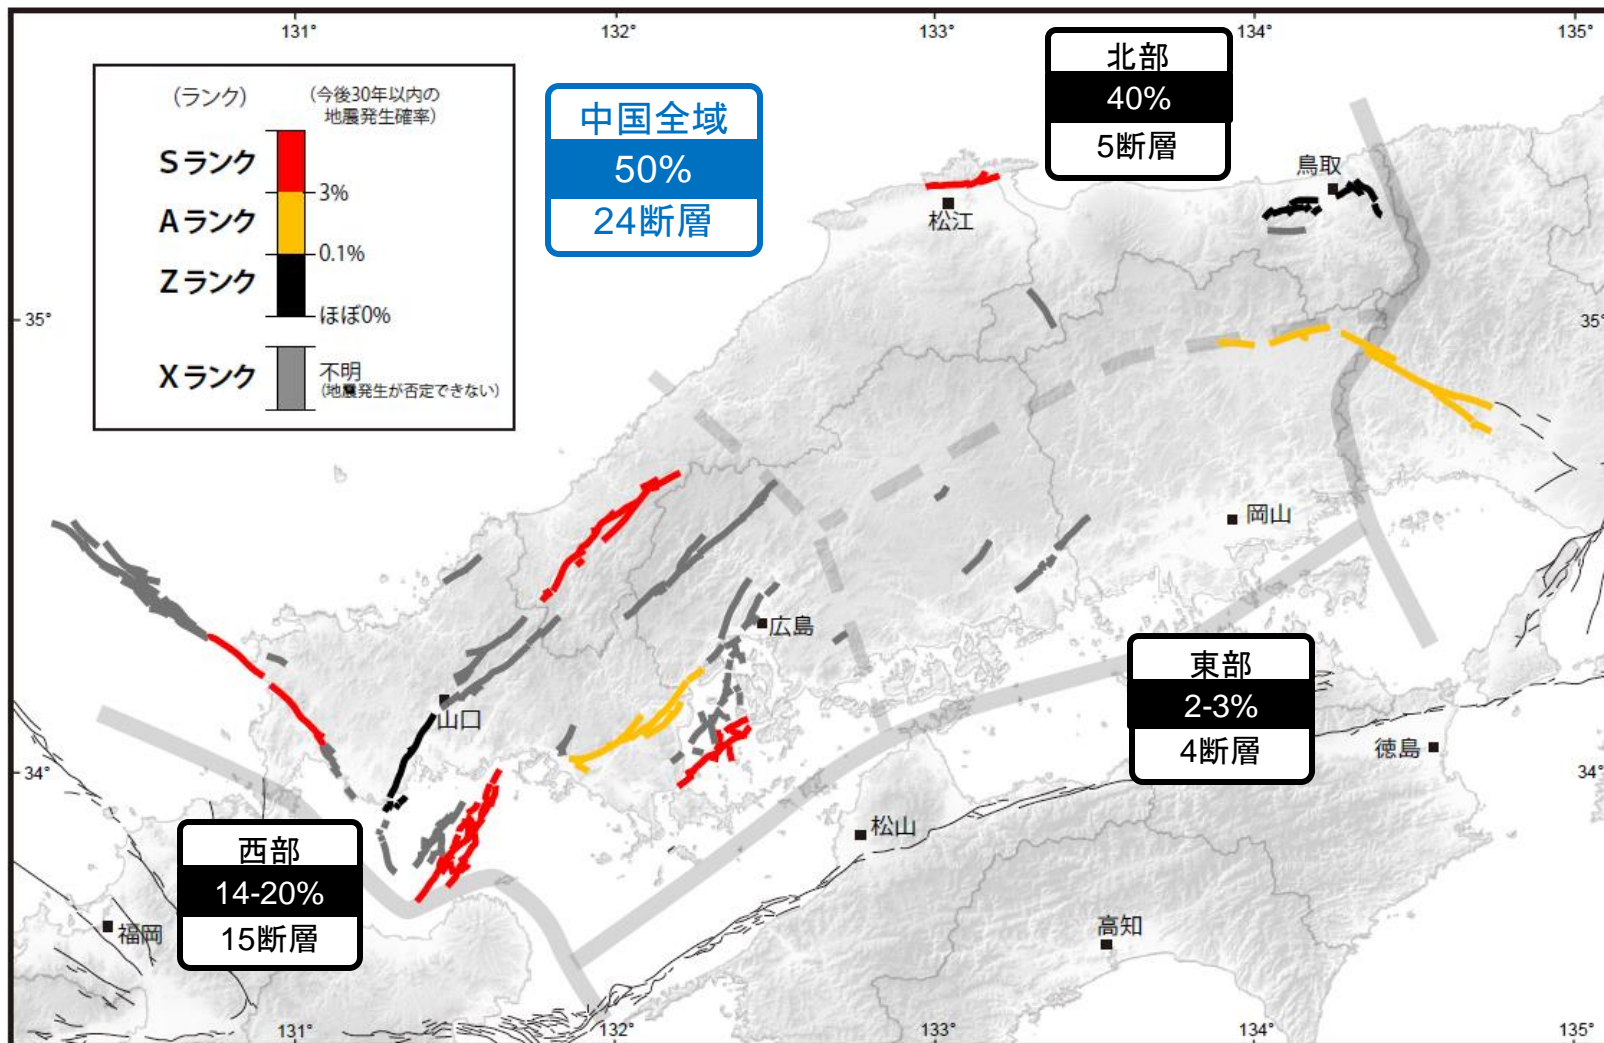 131°
132°
133°
134°
135°
(ランク)
(今後30年以内の
地震発生確率)
Sランク
3%
Aランク
0.1%
Zランク
ほぼ0%
Xランク
不明
(地震発生が否定できない)
中国全域
50%
24断層
北部
40%
5断層
鳥取
松江
35°
35°
岡山
広島
山口
東部
2-3%
4断層
徳島
34°
34°
松山
西部
14-20%
15断層
福岡
高知
131°
132°
133°
134°
135°